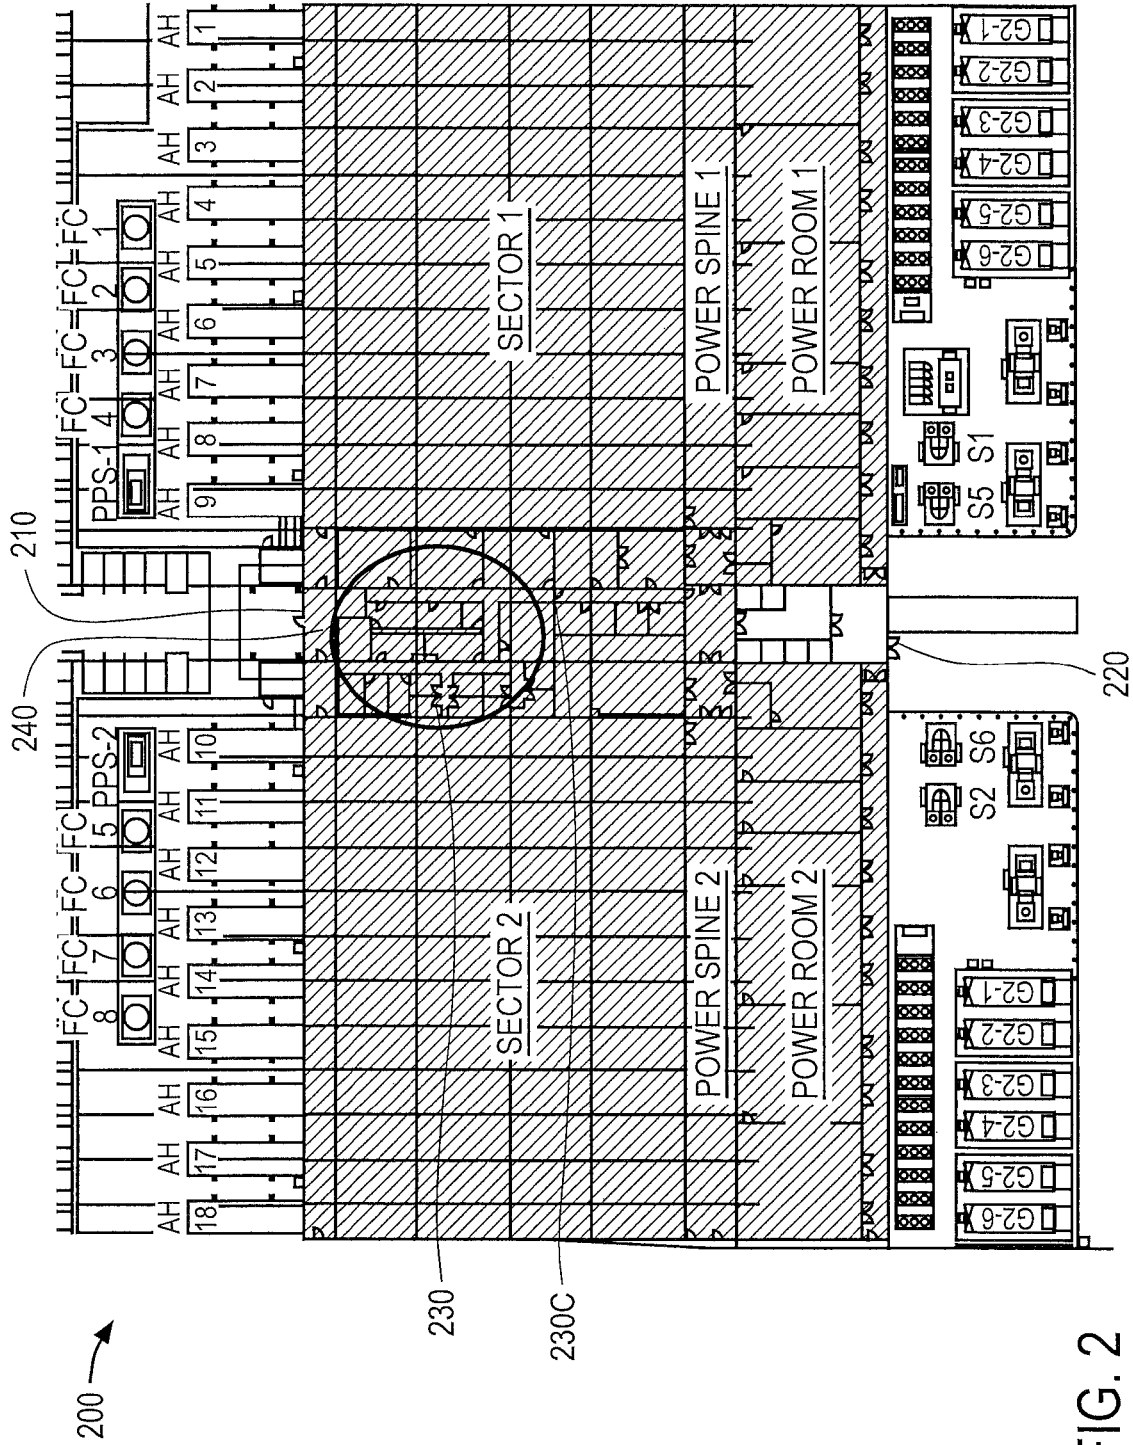 200
240
210
FC FC FC FC
8 7 6 5 PPS-2
FC FC FC FC
PPS-1 4 3 2 1
AH AH AH AH AH AH AH AH AH
18 17 16 15 14 13 12 11 10
AH AH AH AH AH AH AH AH AH
9 8 7 6 5 4 3 2 1
230
230C
SECTOR 2
SECTOR 1
POWER SPINE 2
POWER SPINE 1
POWER ROOM 2
POWER ROOM 1
S2 S6
S5 S1
G2-6 G2-5 G2-4 G2-3 G2-2 G2-1
G2-6 G2-5 G2-4 G2-3 G2-2 G2-1
220
FIG. 2